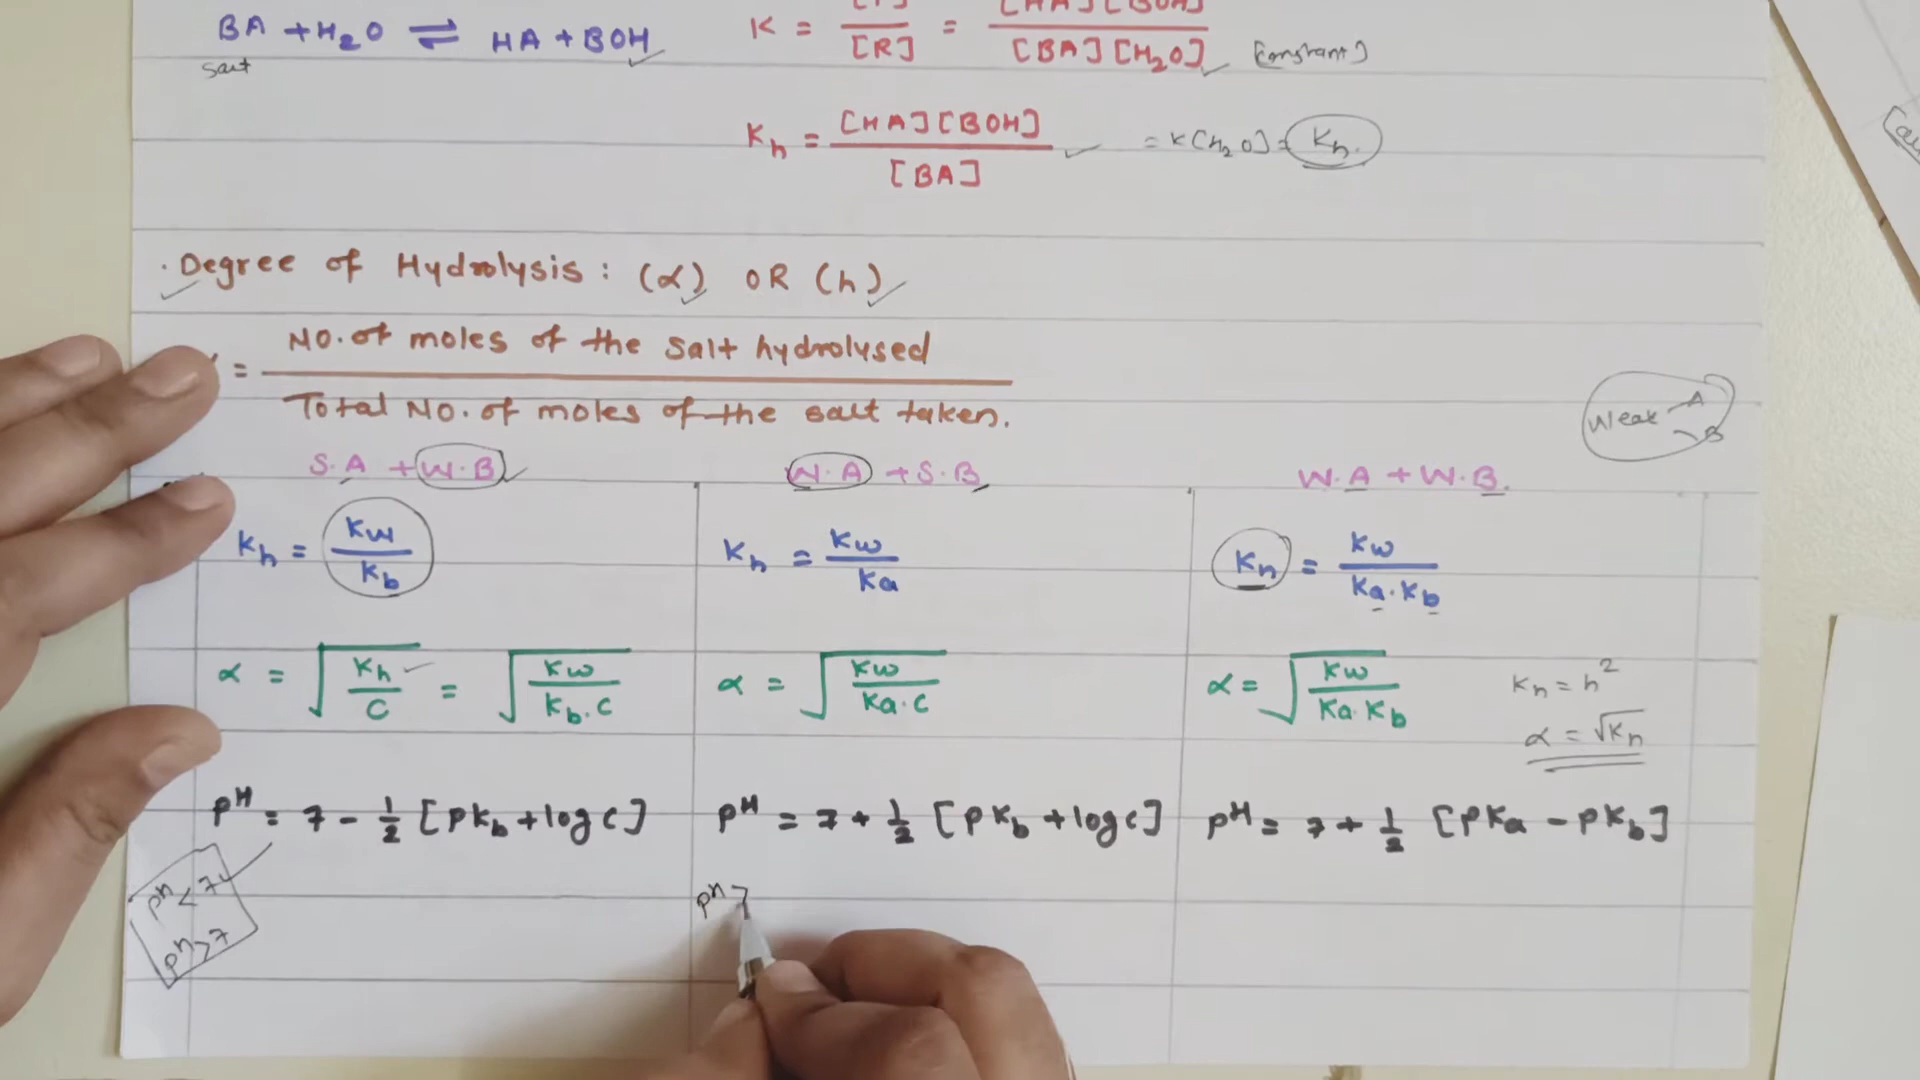 BA + H₂O ⇌ HA + BOH
salt
K = [P]/[R] = [HA][BOH]/[BA][H₂O] [constant]
Kh = [HA][BOH]/[BA] = K[H₂O] = Kh.
. Degree of Hydrolysis : (α) OR (h)
= No. of moles of the salt hydrolysed
Total No. of moles of the salt taken.
Weak A B
S.A + W.B
W.A + S.B
W.A + W.B.
Kh = Kw/Kb
Kh = Kw/Ka
Kh = Kw/Ka.Kb
α = √(Kh/C) = √(Kw/Kb.C)
α = √(Kw/Ka.C)
α = √(Kw/Ka.Kb)
Kh = h²
α = √Kh
pH = 7 - ½ [pKb + log c]
pH = 7 + ½ [pKb + log c]
pH = 7 + ½ [pKa - pKb]
pH < 7
pH > 7
pH 7